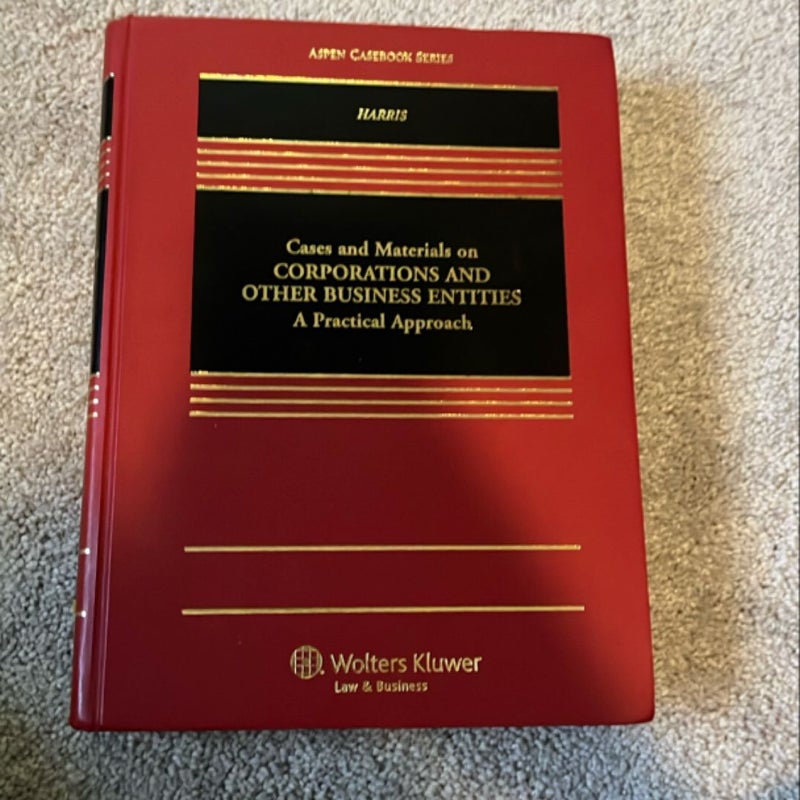 ASPEN CASEBOOK SERIES
HARRIS
Cases and Materials on
CORPORATIONS AND
OTHER BUSINESS ENTITIES
A Practical Approach
Wolters Kluwer
Law & Business